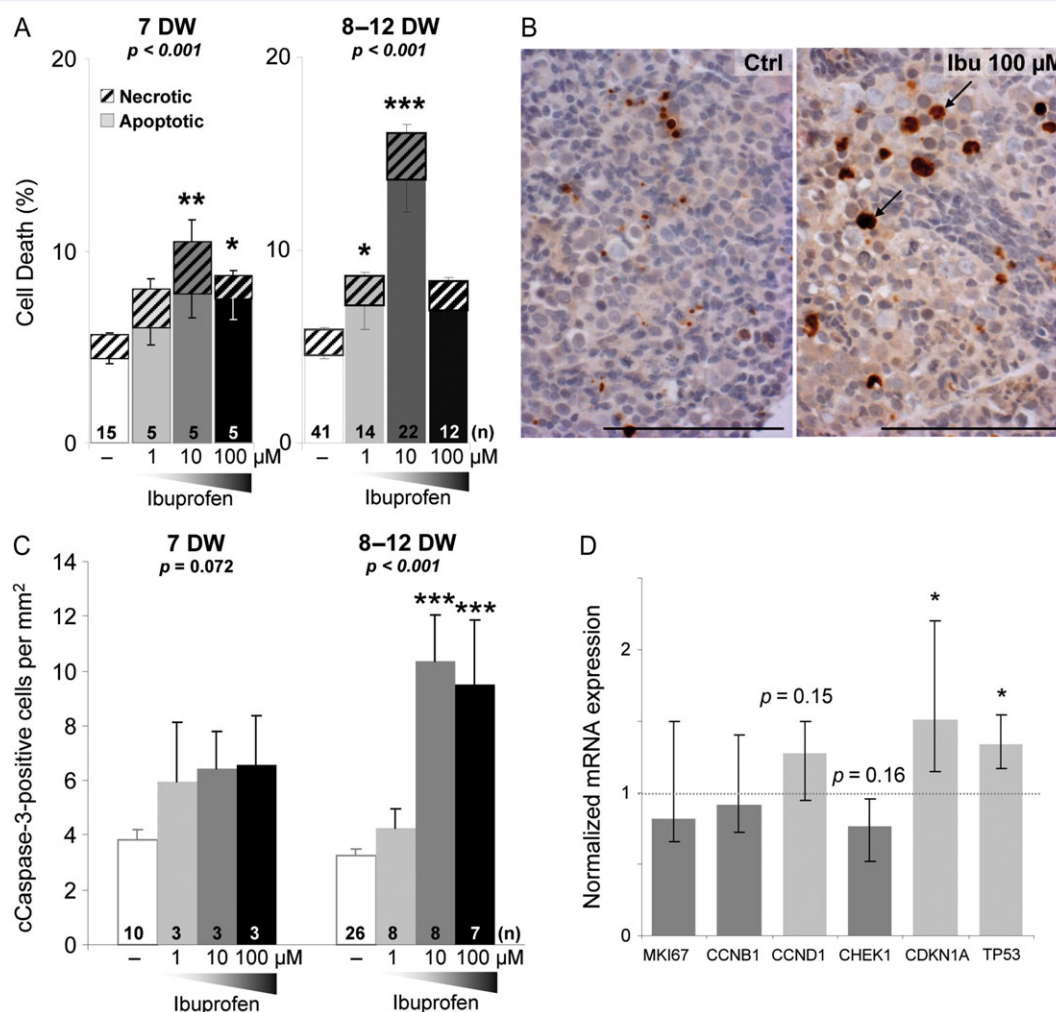 A
7 DW
p < 0.001
8–12 DW
p < 0.001
20
10
0
Cell Death (%)
Necrotic
Apoptotic
**
*
15
5
5
5
–
1
10
100 µM
Ibuprofen
20
10
0
*
***
41
14
22
12
(n)
–
1
10
100 µM
Ibuprofen
B
Ctrl
Ibu 100 µM
C
7 DW
p = 0.072
8–12 DW
p < 0.001
cCaspase-3-positive cells per mm²
14
12
10
8
6
4
2
0
10
3
3
3
–
1
10
100 µM
Ibuprofen
***
***
26
8
8
7
(n)
–
1
10
100 µM
Ibuprofen
D
Normalized mRNA expression
2
1
0
p = 0.15
p = 0.16
*
*
MKI67
CCNB1
CCND1
CHEK1
CDKN1A
TP53